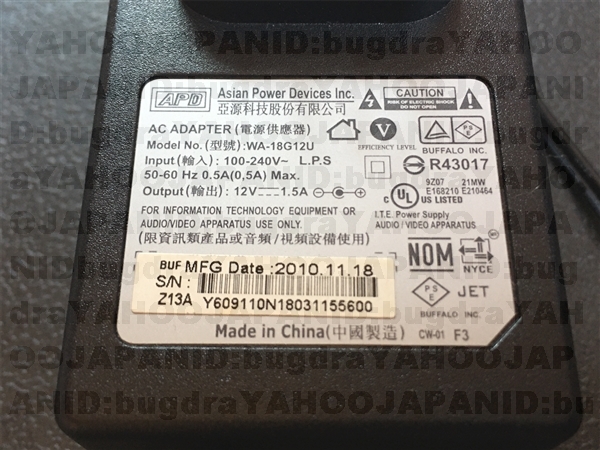 YAHOOJAPANID:bugdraYAHOO
JAPANID:bugdraYAHOOJAPANID
APD
Asian Power Devices Inc.
亞源科技股份有限公司
CAUTION
RISK OF ELECTRIC SHOCK
DO NOT OPEN
AC ADAPTER (電源供應器)
Model No.(型號):WA-18G12U
Input(輸入): 100-240V~ L.P.S
50-60 Hz 0.5A(0,5A) Max.
Output(輸出): 12V 1.5A
FOR INFORMATION TECHNOLOGY EQUIPMENT OR
AUDIO/VIDEO APPARATUS USE ONLY.
(限資訊類產品或音頻/視頻設備使用)
V
EFFICIENCY LEVEL
PSE
BUFFALO INC.
R43017
9Z07 21MW
E168210 E210464
c UL US LISTED
I.T.E. Power Supply
AUDIO / VIDEO APPARATUS
NOM
NYCE
PSE
JET
BUFFALO INC.
BUF MFG Date :2010.11.18
S/N :
Z13A Y609110N18031155600
Made in China(中國製造)
CW-01 F3